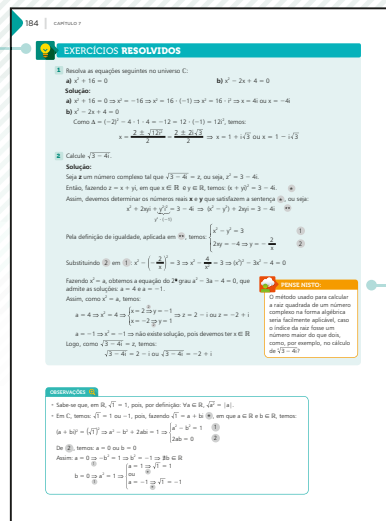 184 CAPÍTULO 7
EXERCÍCIOS RESOLVIDOS
1 Resolva as equações seguintes no universo ℂ:
a) x² + 16 = 0 b) x² − 2x + 4 = 0
Solução:
a) x² + 16 = 0 ⇒ x² = −16 ⇒ x² = 16 · (−1) ⇒ x² = 16 · i² ⇒ x = 4i ou x = −4i
b) x² − 2x + 4 = 0
Como Δ = (−2)² − 4 · 1 · 4 = −12 = 12 · (−1) = 12i², temos:
x = (2 ± √12i²)/2 = (2 ± 2i√3)/2 ⇒ x = 1 + i√3 ou x = 1 − i√3
2 Calcule √3 − 4i.
Solução:
Seja z um número complexo tal que √3 − 4i = z, ou seja, z² = 3 − 4i.
Então, fazendo z = x + yi, em que x ∈ ℝ e y ∈ ℝ, temos: (x + yi)² = 3 − 4i. *
Assim, devemos determinar os números reais x e y que satisfazem a sentença *, ou seja:
x² + 2xyi + y²i² = 3 − 4i ⇒ (x² − y²) + 2xyi = 3 − 4i **
y² · (−1)
Pela definição de igualdade, aplicada em **, temos: { x² − y² = 3 1
2xy = −4 ⇒ y = −2/x 2
Substituindo 2 em 1: x² − (−2/x)² = 3 ⇒ x² − 4/x² = 3 ⇒ (x²)² − 3x² − 4 = 0
Fazendo x² = a, obtemos a equação do 2º grau a² − 3a − 4 = 0, que
admite as soluções: a = 4 e a = −1.
Assim, como x² = a, temos:
a = 4 ⇒ x² = 4 ⇒ { x = 2 ⇒ y = −1
x = −2 ⇒ y = 1 ⇒ z = 2 − i ou z = −2 + i
a = −1 ⇒ x² = −1 ⇒ não existe solução, pois devemos ter x ∈ ℝ
Logo, como √3 − 4i = z, temos:
√3 − 4i = 2 − i ou √3 − 4i = −2 + i
PENSE NISTO:
O método usado para calcular
a raiz quadrada de um número
complexo na forma algébrica
seria facilmente aplicável, caso
o índice da raiz fosse um
número maior do que dois,
como, por exemplo, no cálculo
de ⁵√3 − 4i?
OBSERVAÇÕES
• Sabe-se que, em ℝ, √1 = 1, pois, por definição: ∀a ∈ ℝ, √a² = |a|.
• Em ℂ, temos: √1 = 1 ou −1, pois, fazendo √1 = a + bi *, em que a ∈ ℝ e b ∈ ℝ, temos:
(a + bi)² = (√1)² ⇒ a² − b² + 2abi = 1 ⇒ { a² − b² = 1 1
2ab = 0 2
De 2, temos: a = 0 ou b = 0
Assim: a = 0 ⇒ −b² = 1 ⇒ b² = −1 ⇒ ∄b ∈ ℝ
b = 0 ⇒ a² = 1 ⇒ { a = 1 ⇒ √1 = 1
ou
a = −1 ⇒ √1 = −1